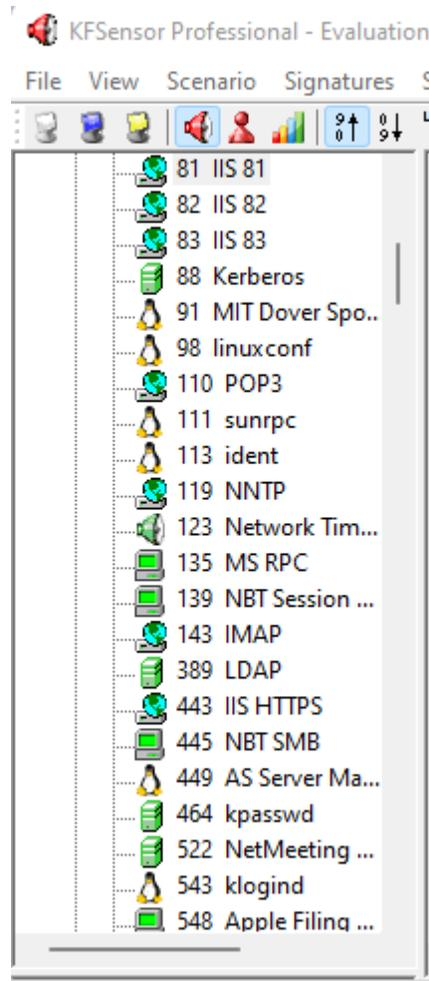 KFSensor Professional - Evaluation
File View Scenario Signatures S
81 IIS 81
82 IIS 82
83 IIS 83
88 Kerberos
91 MIT Dover Spo..
98 linuxconf
110 POP3
111 sunrpc
113 ident
119 NNTP
123 Network Tim...
135 MS RPC
139 NBT Session ...
143 IMAP
389 LDAP
443 IIS HTTPS
445 NBT SMB
449 AS Server Ma...
464 kpasswd
522 NetMeeting ...
543 klogind
548 Apple Filing ...